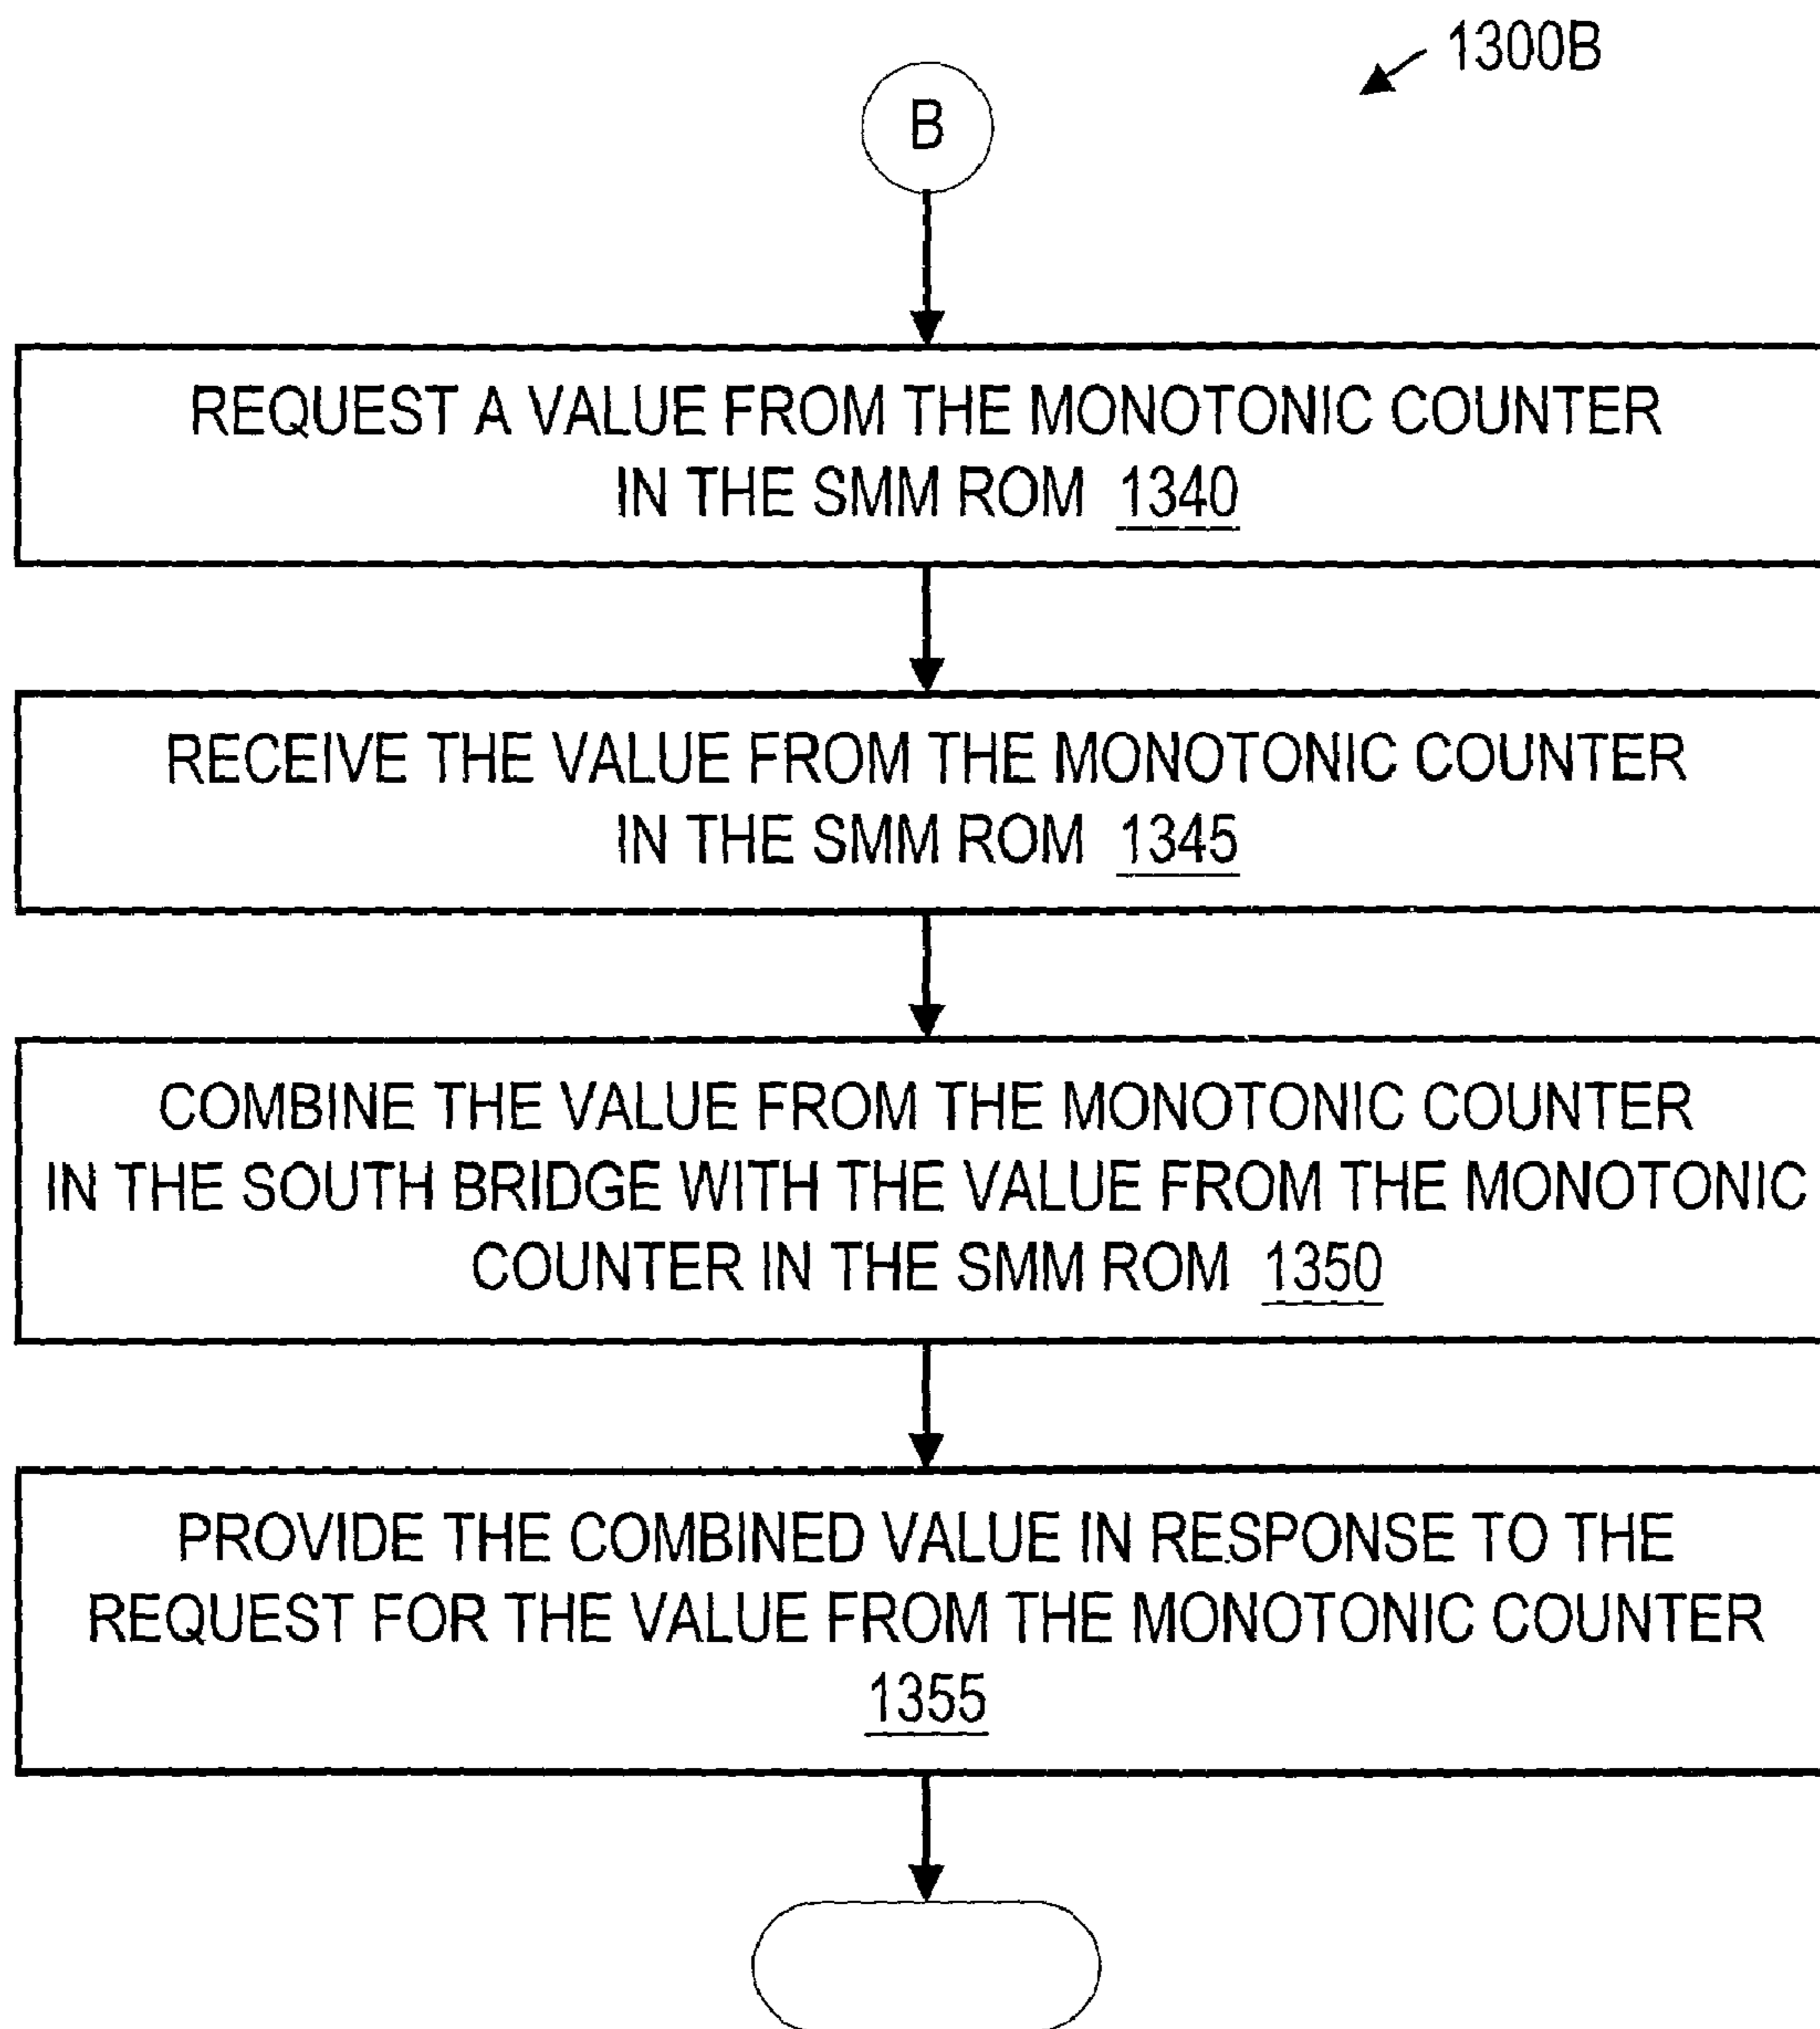 1300B
B
REQUEST A VALUE FROM THE MONOTONIC COUNTER
IN THE SMM ROM 1340
RECEIVE THE VALUE FROM THE MONOTONIC COUNTER
IN THE SMM ROM 1345
COMBINE THE VALUE FROM THE MONOTONIC COUNTER
IN THE SOUTH BRIDGE WITH THE VALUE FROM THE MONOTONIC
COUNTER IN THE SMM ROM 1350
PROVIDE THE COMBINED VALUE IN RESPONSE TO THE
REQUEST FOR THE VALUE FROM THE MONOTONIC COUNTER
1355